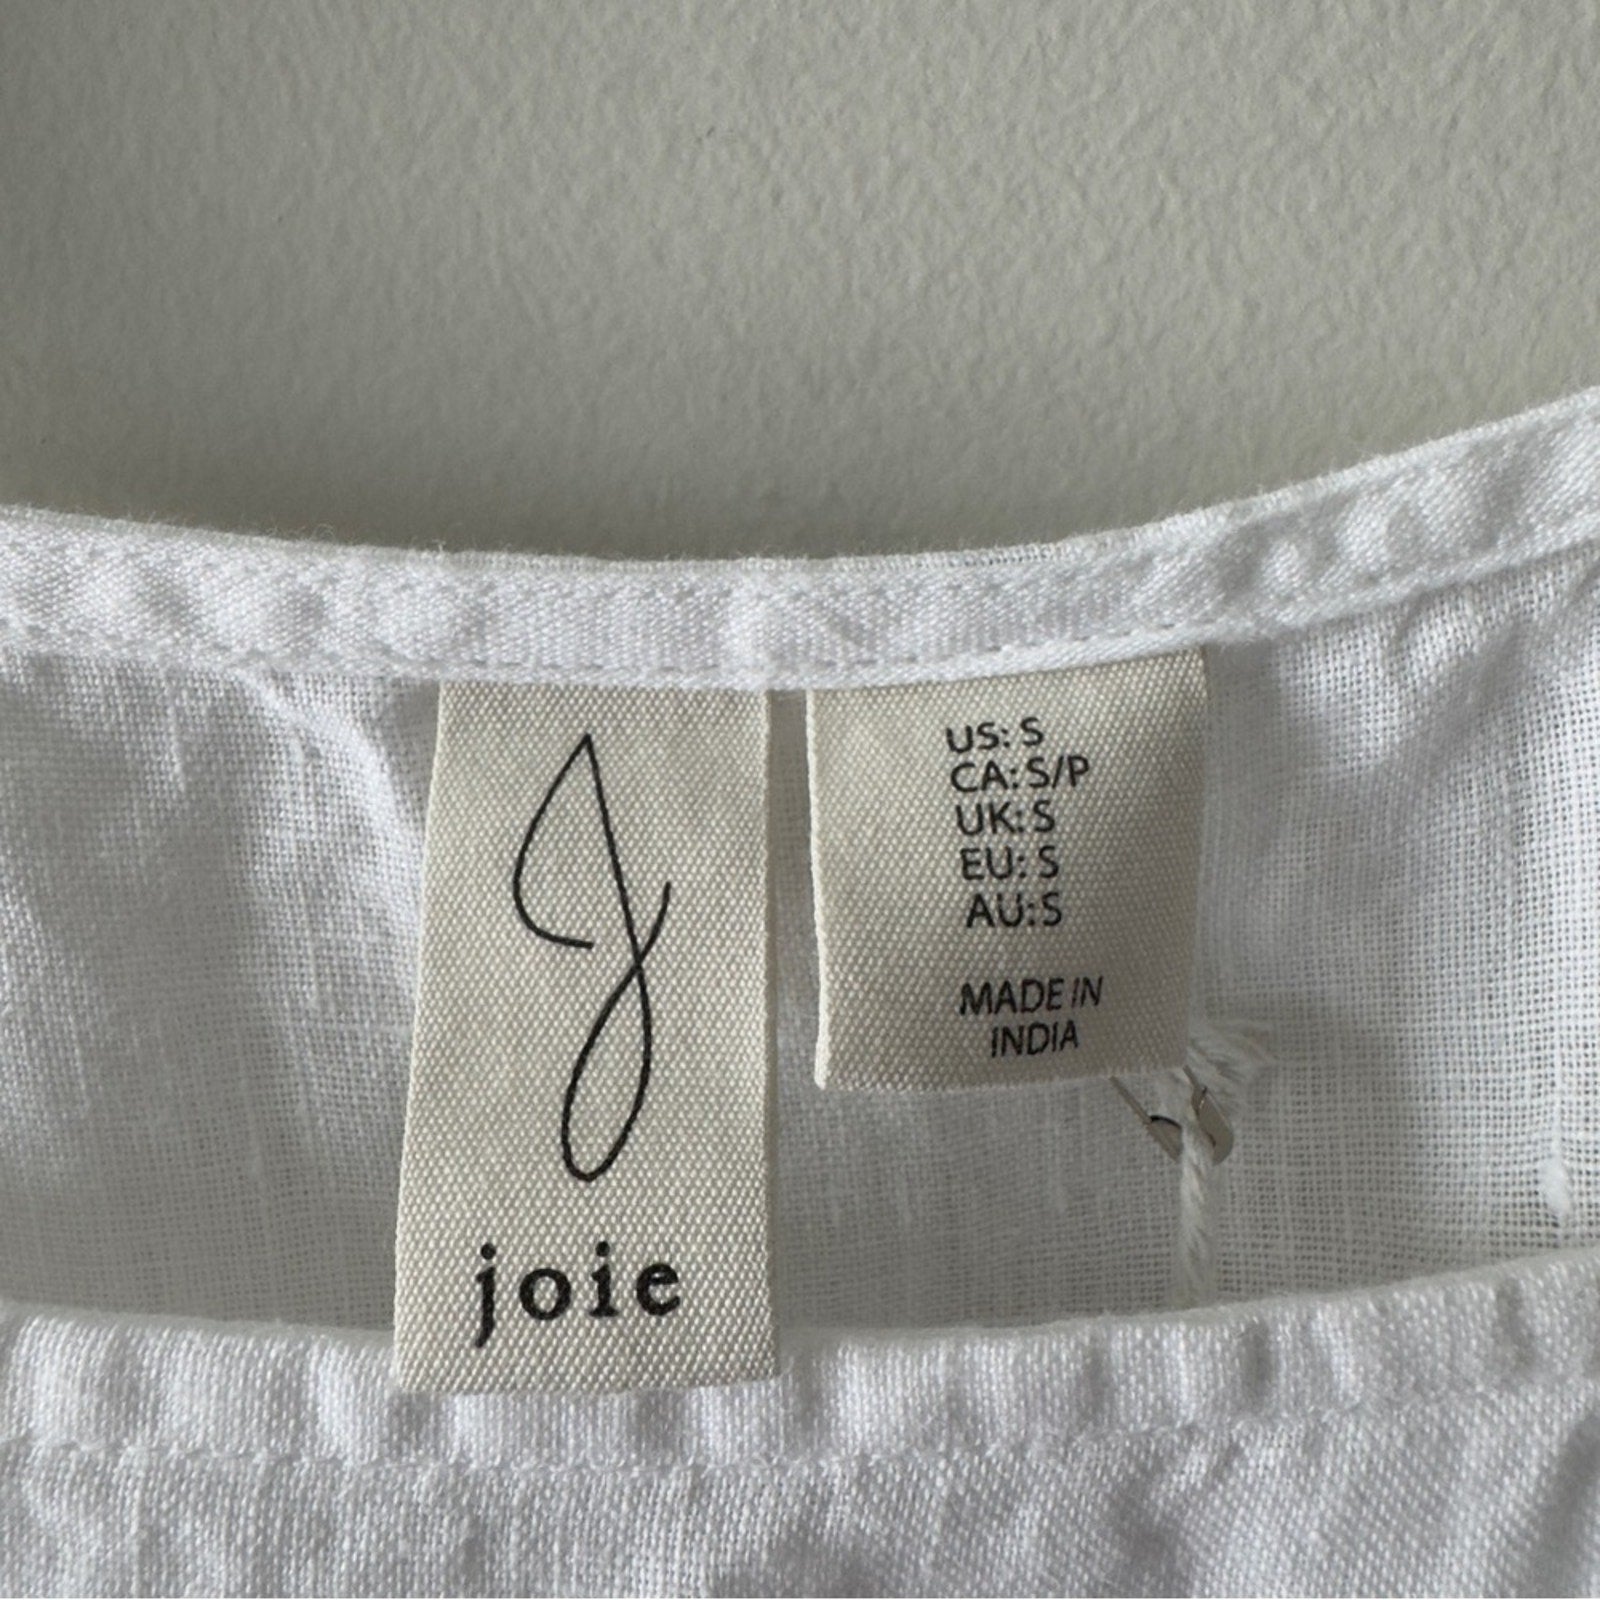 joie
US: S
CA: S/P
UK: S
EU: S
AU: S
MADE IN
INDIA